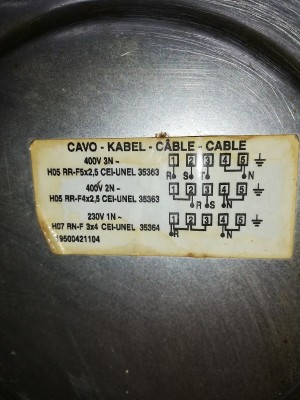 CAVO - KABEL - CÂBLE - CABLE
400V 3N ~
H05 RR-F5x2,5 CEI-UNEL 35363
1 2 3 4 5
R S T N
400V 2N ~
H05 RR-F4x2,5 CEI-UNEL 35363
1 2 3 4 5
R S N
230V 1N ~
H07 RN-F 3x4 CEI-UNEL 35364
1 2 3 4 5
R N
19500421104